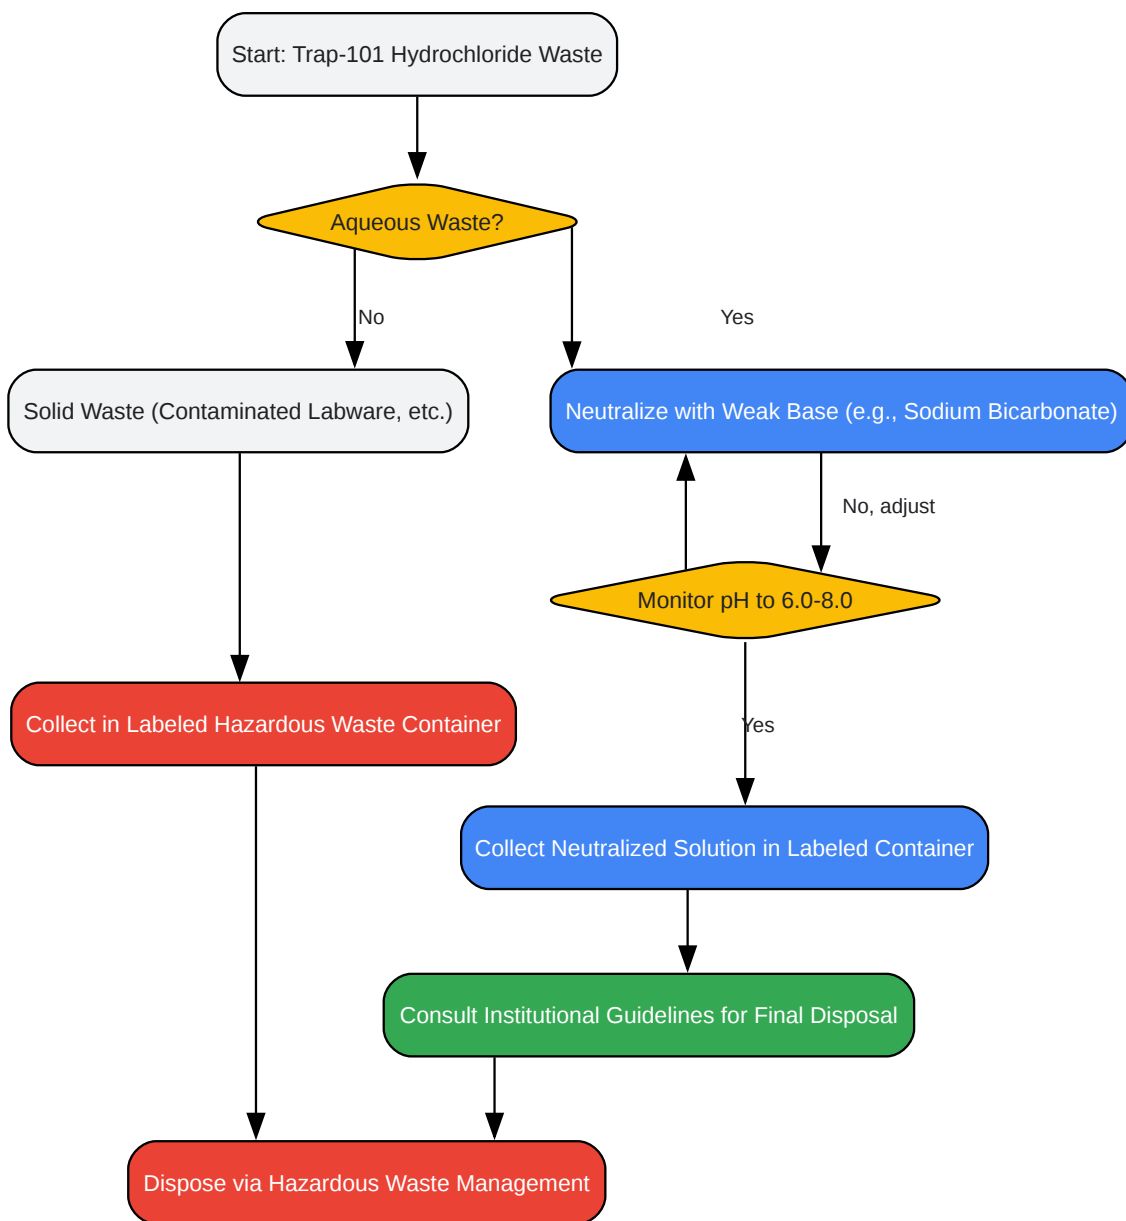 Start: Trap-101 Hydrochloride Waste
Aqueous Waste?
No
Yes
Solid Waste (Contaminated Labware, etc.)
Neutralize with Weak Base (e.g., Sodium Bicarbonate)
No, adjust
Monitor pH to 6.0-8.0
Collect in Labeled Hazardous Waste Container
Yes
Collect Neutralized Solution in Labeled Container
Consult Institutional Guidelines for Final Disposal
Dispose via Hazardous Waste Management